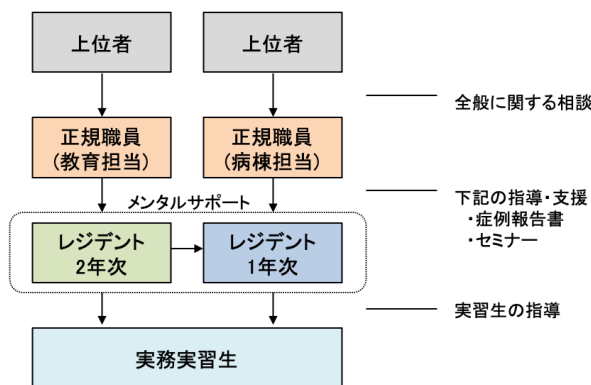 上位者
上位者
全般に関する相談
正規職員
(教育担当)
正規職員
(病棟担当)
メンタルサポート
下記の指導・支援
・症例報告書
・セミナー
レジデント
2年次
レジデント
1年次
実習生の指導
実務実習生